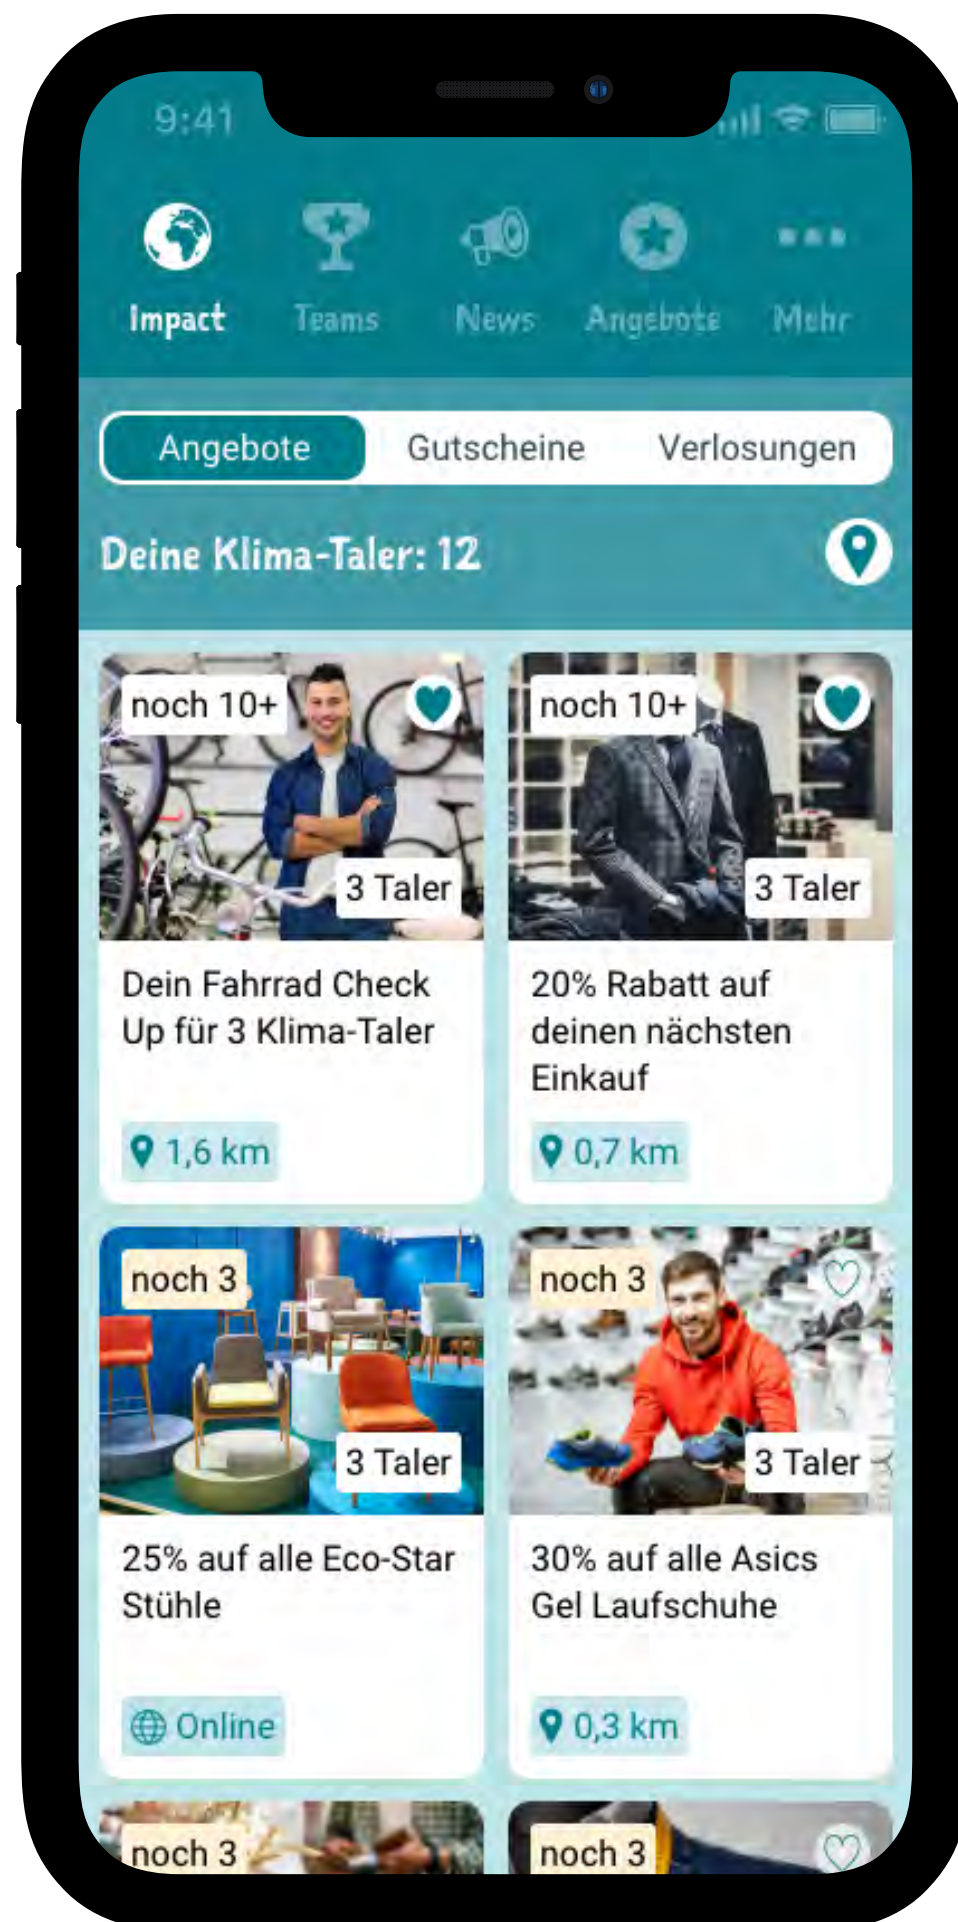 9:41
Impact Teams News Angebote Mehr
Angebote Gutscheine Verlosungen
Deine Klima-Taler: 12
noch 10+
3 Taler
Dein Fahrrad Check
Up für 3 Klima-Taler
1,6 km
noch 10+
3 Taler
20% Rabatt auf
deinen nächsten
Einkauf
0,7 km
noch 3
3 Taler
25% auf alle Eco-Star
Stühle
Online
noch 3
3 Taler
30% auf alle Asics
Gel Laufschuhe
0,3 km
noch 3
noch 3